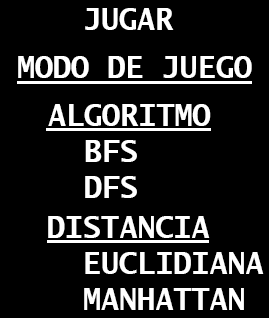 JUGAR
MODO DE JUEGO
ALGORITMO
BFS
DFS
DISTANCIA
EUCLIDIANA
MANHATTAN